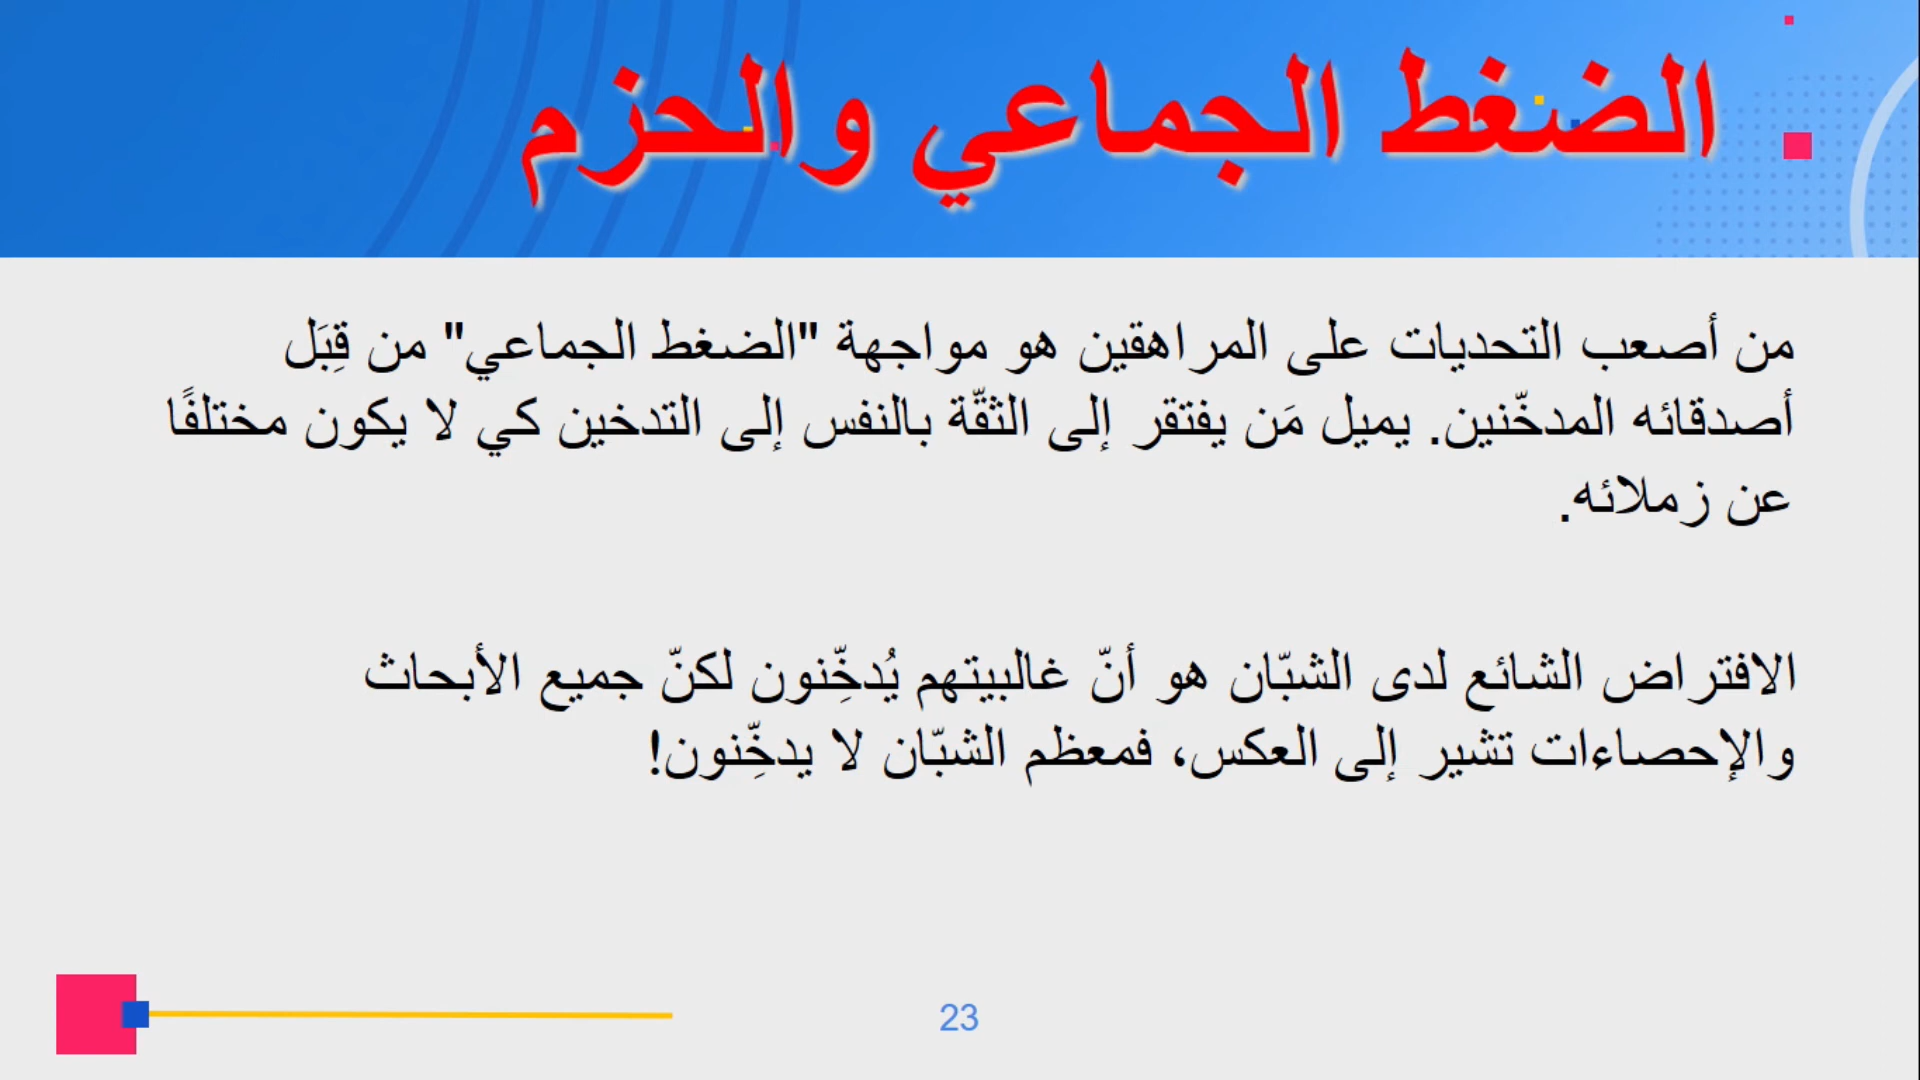 الضغط الجماعي والحزم
من أصعب التحديات على المراهقين هو مواجهة "الضغط الجماعي" من قِبَل
أصدقائه المدخّنين. يميل مَن يفتقر إلى الثقّة بالنفس إلى التدخين كي لا يكون مختلفًا
عن زملائه.
الافتراض الشائع لدى الشبّان هو أنّ غالبيتهم يُدخِّنون لكنّ جميع الأبحاث
والإحصاءات تشير إلى العكس، فمعظم الشبّان لا يدخِّنون!
23